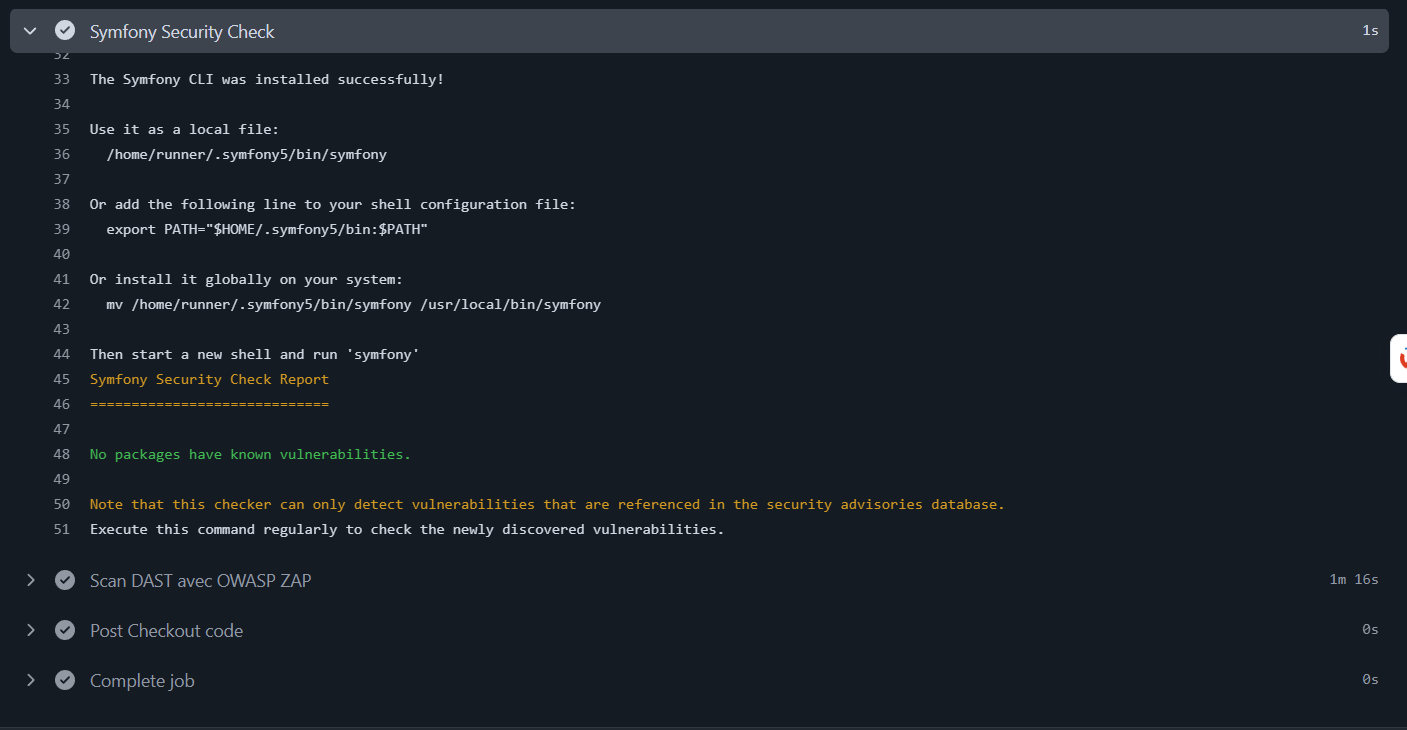 Symfony Security Check 1s
32
33 The Symfony CLI was installed successfully!
34
35 Use it as a local file:
36 /home/runner/.symfony5/bin/symfony
37
38 Or add the following line to your shell configuration file:
39 export PATH="$HOME/.symfony5/bin:$PATH"
40
41 Or install it globally on your system:
42 mv /home/runner/.symfony5/bin/symfony /usr/local/bin/symfony
43
44 Then start a new shell and run 'symfony'
45 Symfony Security Check Report
46 =============================
47
48 No packages have known vulnerabilities.
49
50 Note that this checker can only detect vulnerabilities that are referenced in the security advisories database.
51 Execute this command regularly to check the newly discovered vulnerabilities.
Scan DAST avec OWASP ZAP 1m 16s
Post Checkout code 0s
Complete job 0s